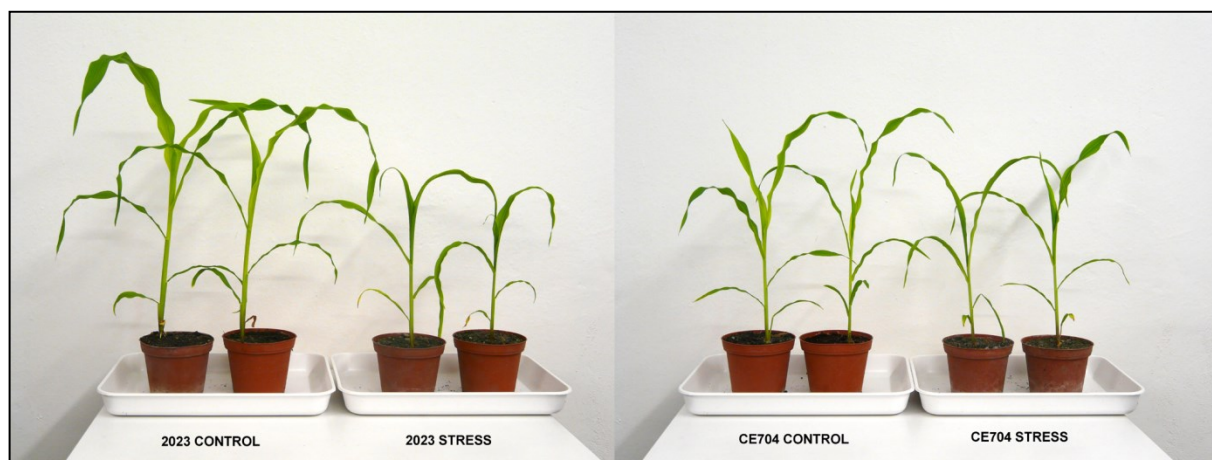 2023 CONTROL
2023 STRESS
CE704 CONTROL
CE704 STRESS